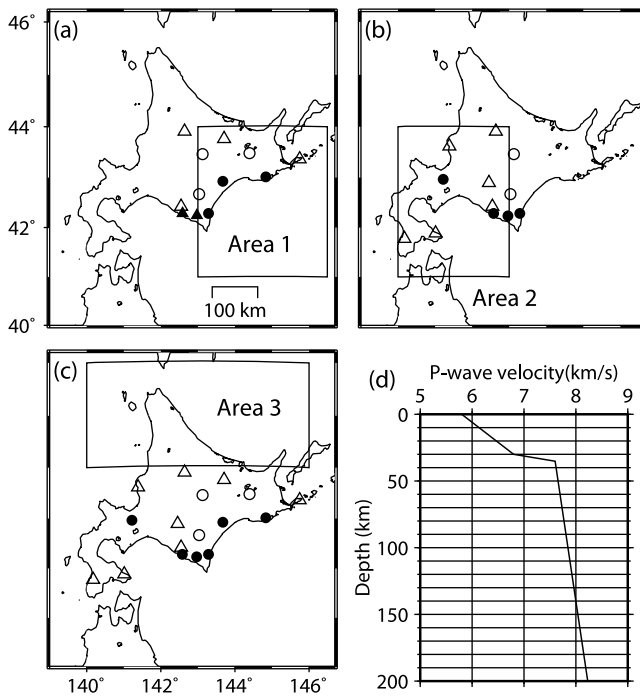 46°
(a)
(b)
44°
42°
Area 1
100 km
Area 2
40°
(c)
Area 3
(d)
P-wave velocity(km/s)
5 6 7 8 9
0
50
100
150
200
Depth (km)
140° 142° 144° 146°